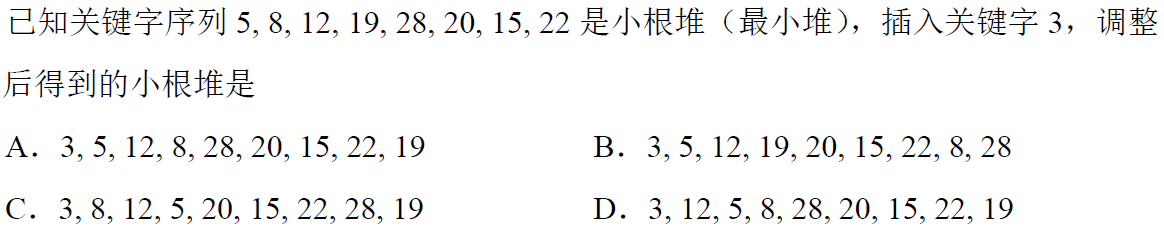 已知关键字序列 5, 8, 12, 19, 28, 20, 15, 22 是小根堆（最小堆），插入关键字 3，调整
后得到的小根堆是
A．3, 5, 12, 8, 28, 20, 15, 22, 19 B．3, 5, 12, 19, 20, 15, 22, 8, 28
C．3, 8, 12, 5, 20, 15, 22, 28, 19 D．3, 12, 5, 8, 28, 20, 15, 22, 19